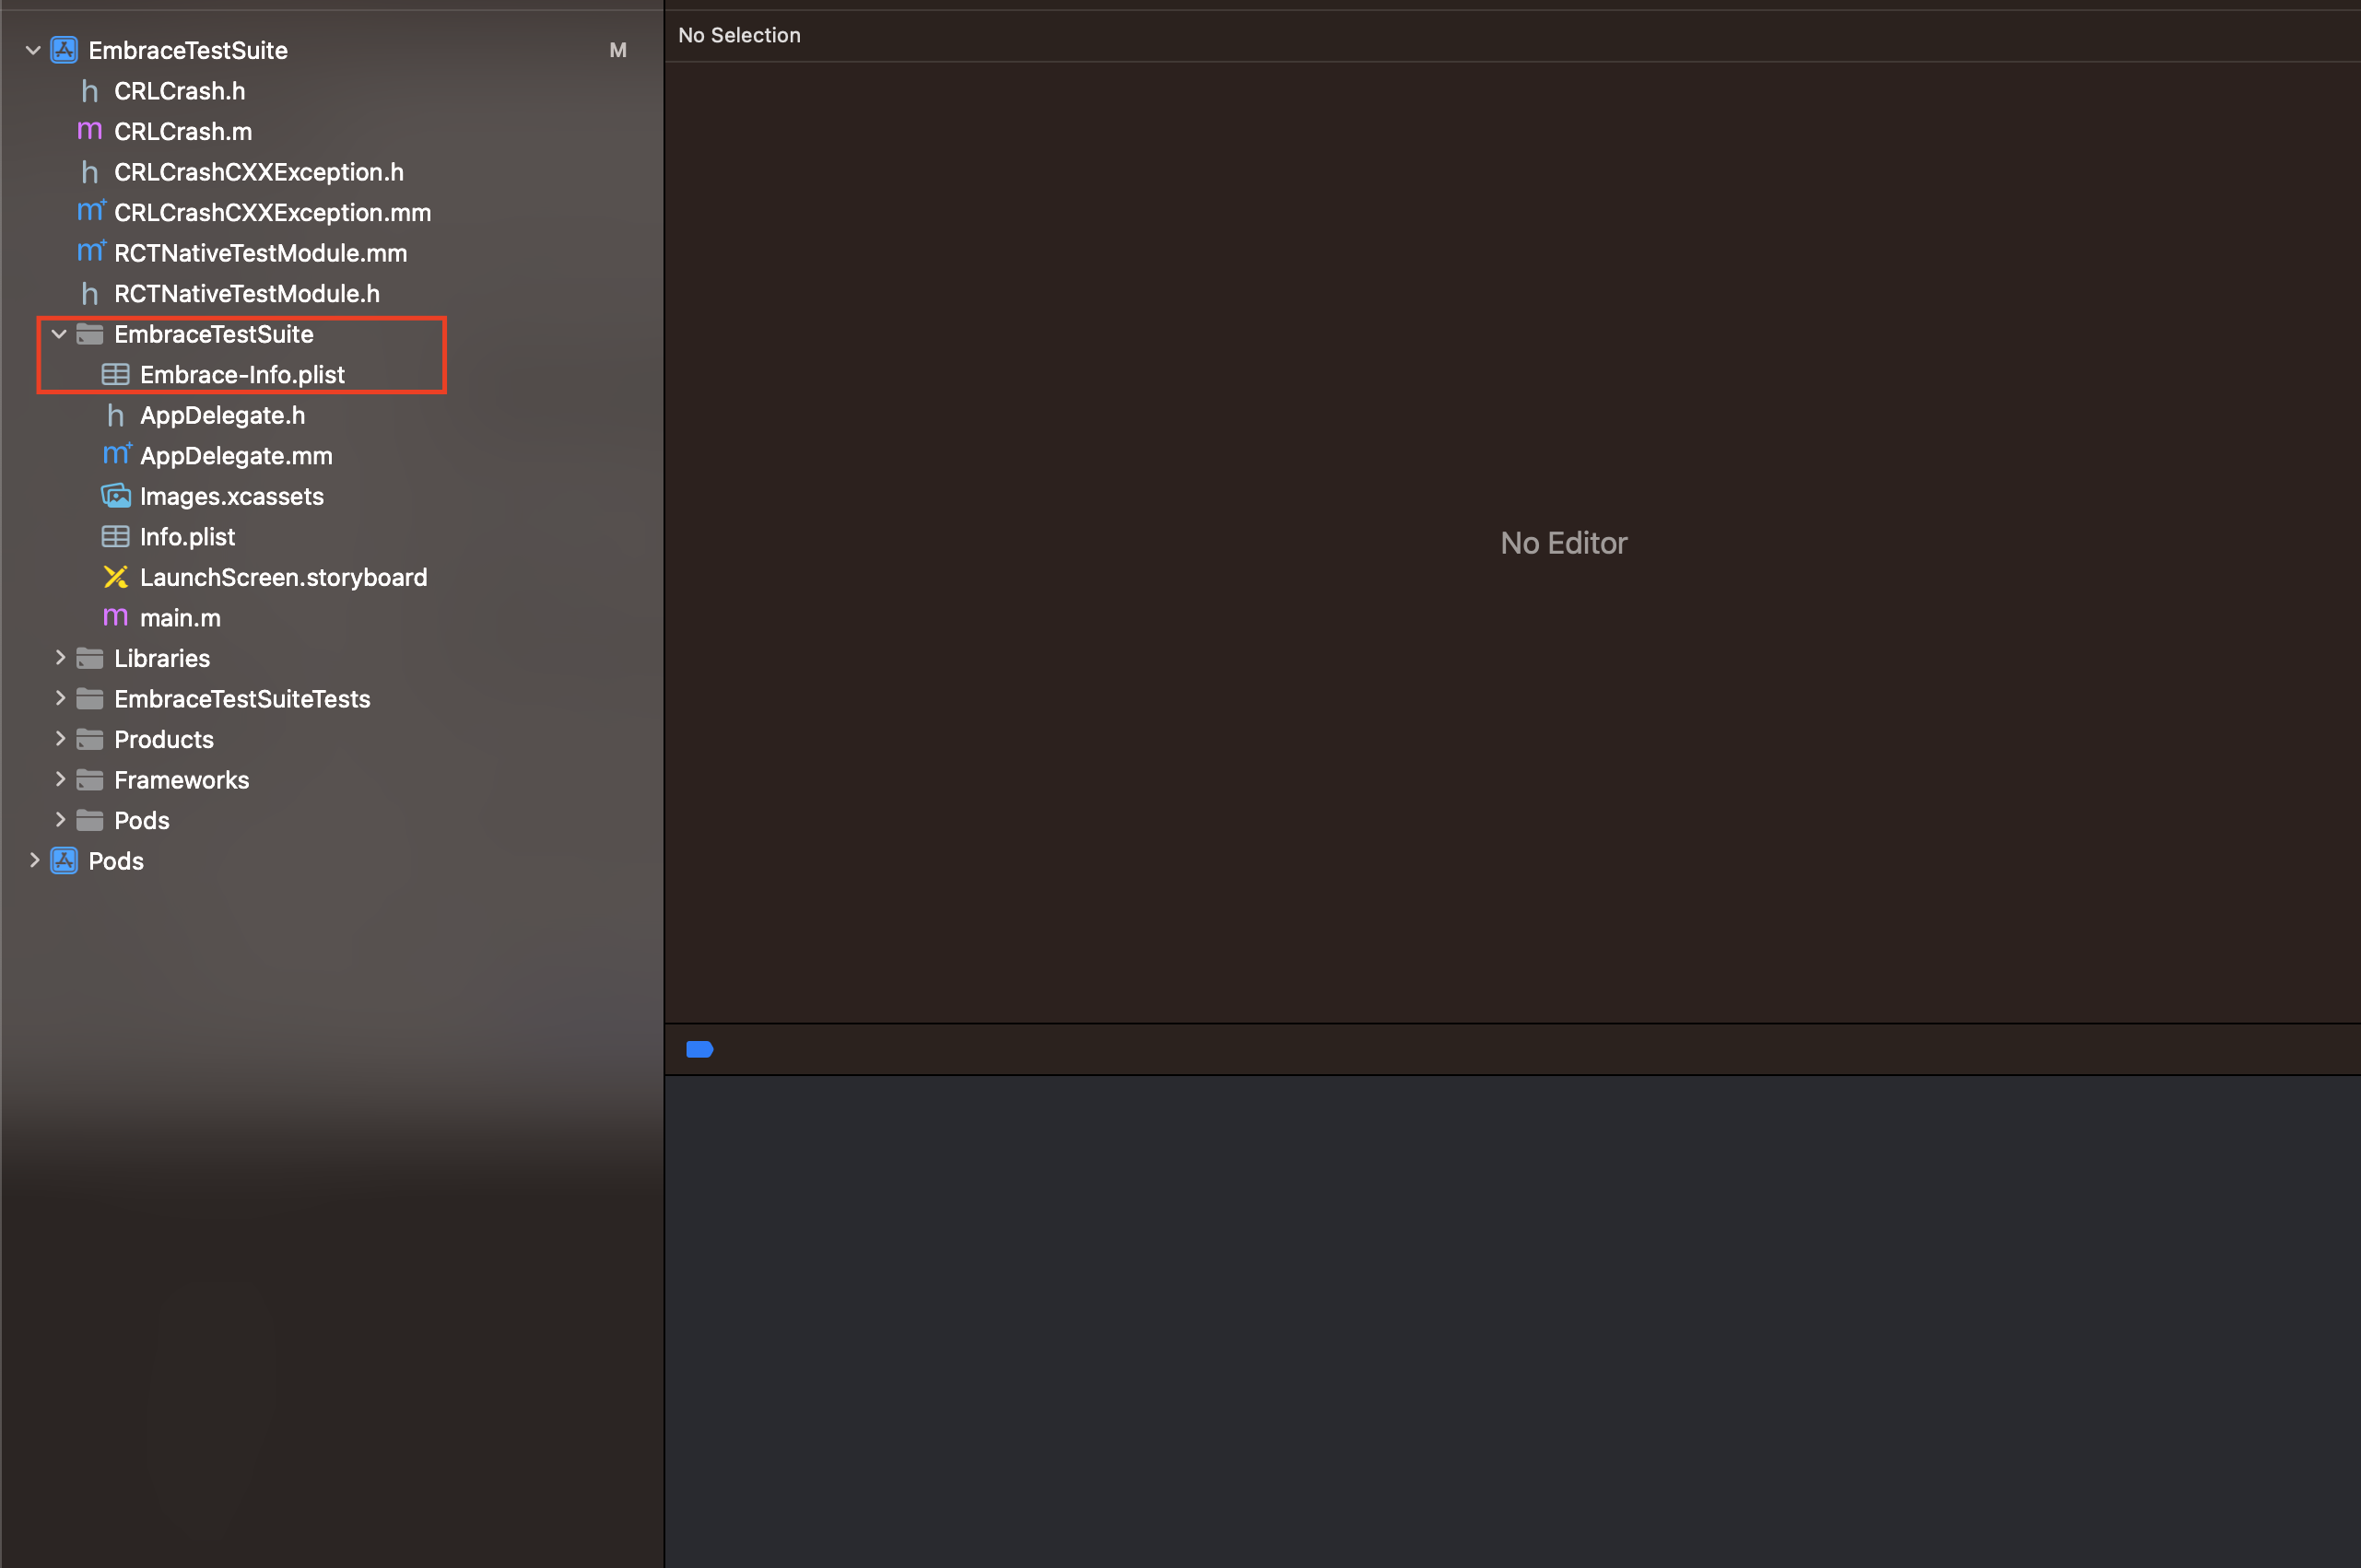 EmbraceTestSuite M
h CRLCrash.h
m CRLCrash.m
h CRLCrashCXXException.h
m+ CRLCrashCXXException.mm
m+ RCTNativeTestModule.mm
h RCTNativeTestModule.h
EmbraceTestSuite
Embrace-Info.plist
h AppDelegate.h
m+ AppDelegate.mm
Images.xcassets
Info.plist
LaunchScreen.storyboard
m main.m
Libraries
EmbraceTestSuiteTests
Products
Frameworks
Pods
Pods
No Selection
No Editor